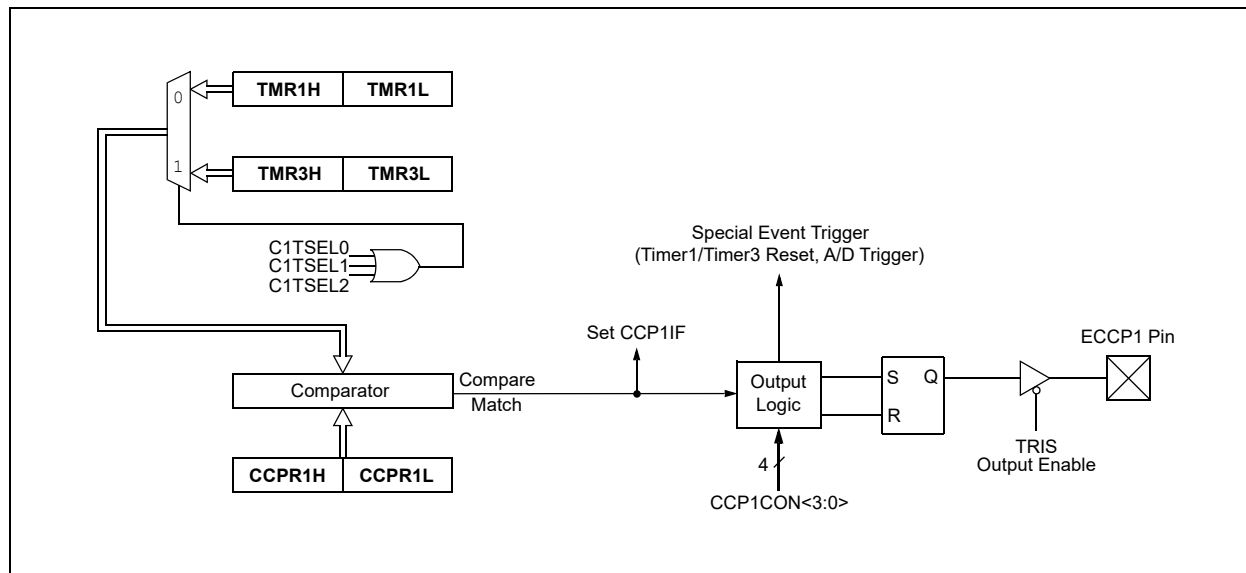 0
TMR1H TMR1L
1
TMR3H TMR3L
C1TSEL0
C1TSEL1
C1TSEL2
Special Event Trigger
(Timer1/Timer3 Reset, A/D Trigger)
Set CCP1IF
ECCP1 Pin
Comparator
Compare
Match
Output
Logic
S Q
R
TRIS
Output Enable
CCPR1H CCPR1L
4
CCP1CON<3:0>